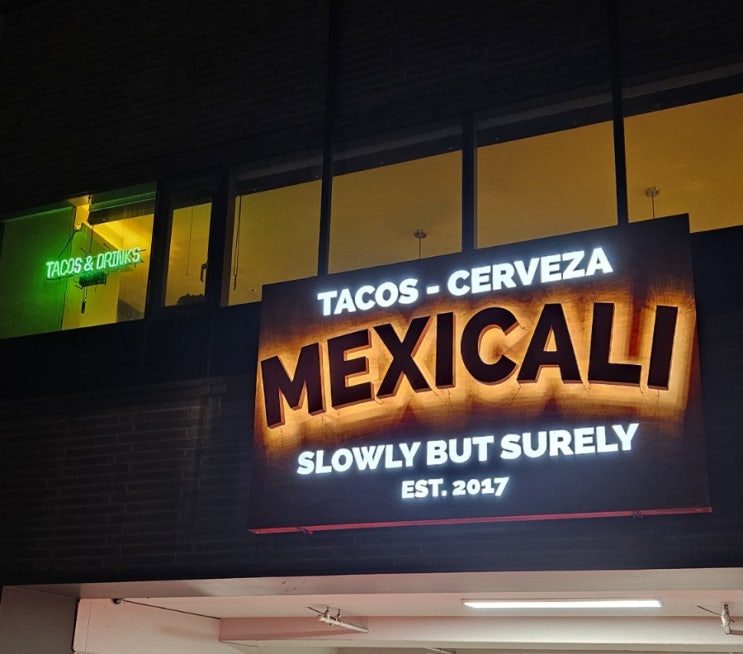 TACOS & DRINKS
TACOS - CERVEZA
MEXICALI
SLOWLY BUT SURELY
EST. 2017